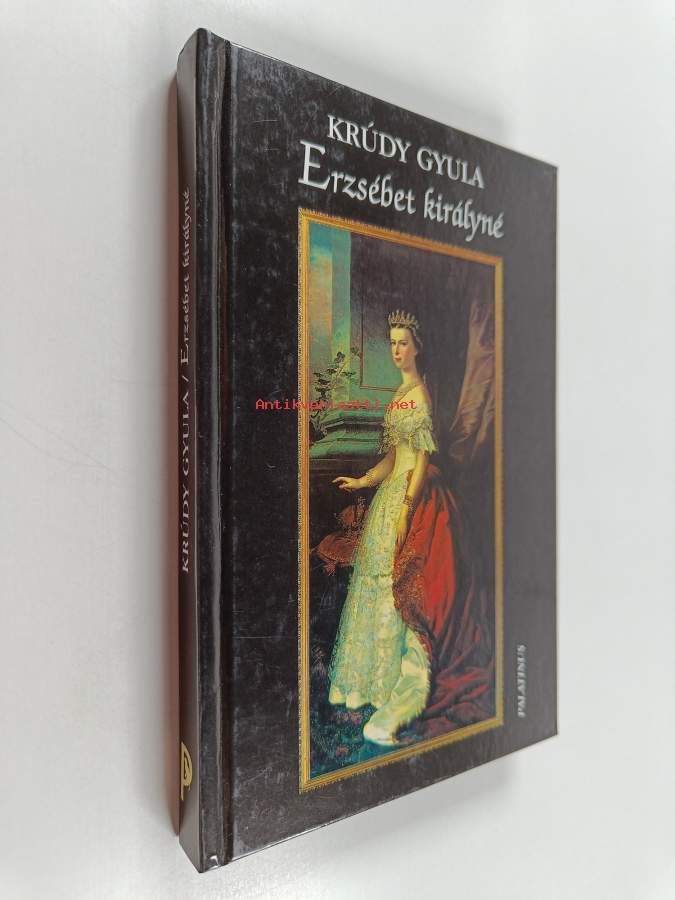 KRÚDY GYULA
Erzsébet királyné
PALATINUS
KRÚDY GYULA / Erzsébet királyné
Antikvariaatti.net